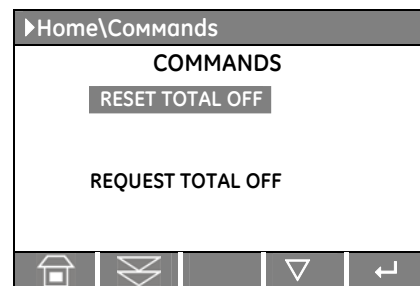 Home\Commands
COMMANDS
RESET TOTAL OFF
REQUEST TOTAL OFF